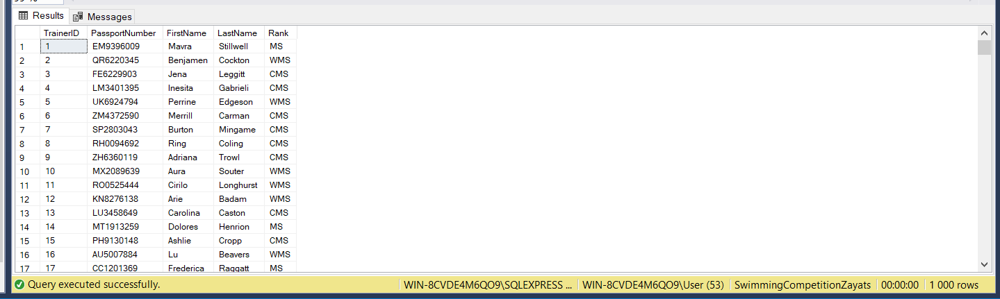 Results Messages
TrainerID PassportNumber FirstName LastName Rank
1 1 EM9396009 Mavra Stillwell MS
2 2 QR6220345 Benjamen Cockton WMS
3 3 FE6229903 Jena Leggitt CMS
4 4 LM3401395 Inesita Gabrieli CMS
5 5 UK6924794 Perrine Edgeson WMS
6 6 ZM4372590 Merrill Carman CMS
7 7 SP2803043 Burton Mingame CMS
8 8 RH0094692 Ring Coling CMS
9 9 ZH6360119 Adriana Trowl CMS
10 10 MX2089639 Aura Souter WMS
11 11 RO0525444 Cirilo Longhurst WMS
12 12 KN8276138 Arie Badam WMS
13 13 LU3458649 Carolina Caston CMS
14 14 MT1913259 Dolores Henrion MS
15 15 PH9130148 Ashlie Cropp CMS
16 16 AU5007884 Lu Beavers WMS
17 17 CC1201369 Frederica Raggatt MS
Query executed successfully. WIN-8CVDE4M6QO9\SQLEXPRESS ... WIN-8CVDE4M6QO9\User (53) SwimmingCompetitionZayats 00:00:00 1 000 rows